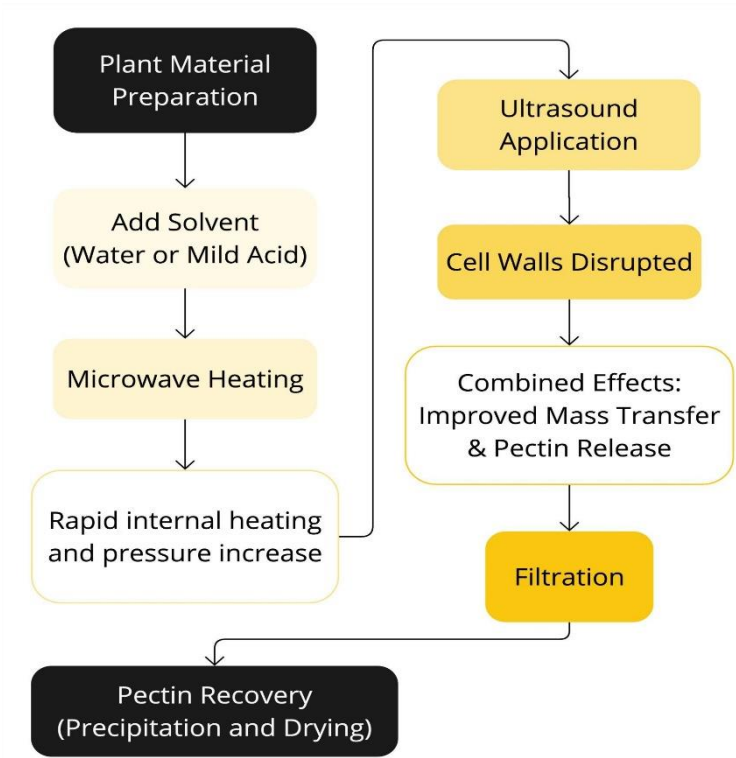 Plant Material
Preparation
Add Solvent
(Water or Mild Acid)
Microwave Heating
Rapid internal heating
and pressure increase
Ultrasound
Application
Cell Walls Disrupted
Combined Effects:
Improved Mass Transfer
& Pectin Release
Filtration
Pectin Recovery
(Precipitation and Drying)